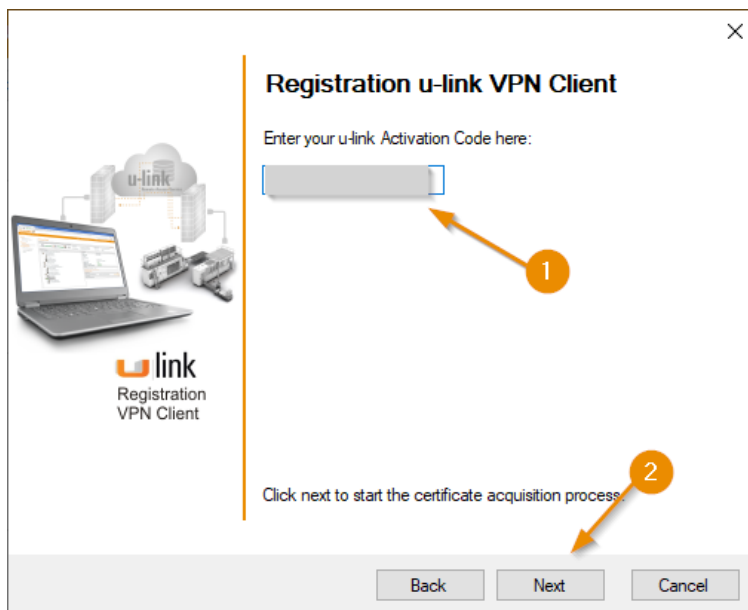 Registration u-link VPN Client
Enter your u-link Activation Code here:
u-link
1
u link
Registration
VPN Client
2
Click next to start the certificate acquisition process.
Back
Next
Cancel